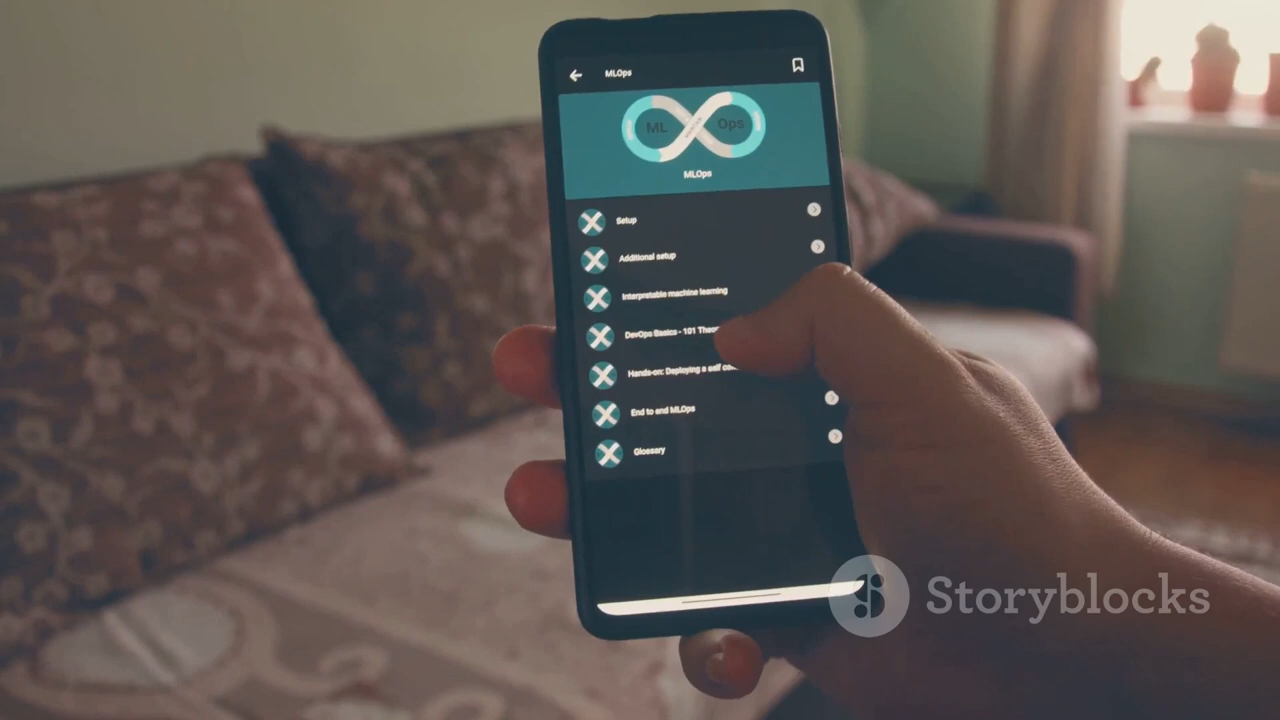 MLOps
ML Ops
MLOps
Setup
Additional setup
Interpretable machine learning
DevOps Basics - 101
Hands-on: Deploying a self
End to end MLOps
Glossary
Storyblocks